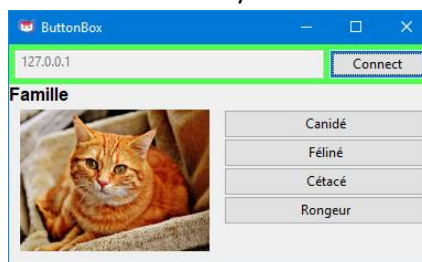 ButtonBox
127.0.0.1 Connect
Famille
Canidé
Féliné
Cétacé
Rongeur